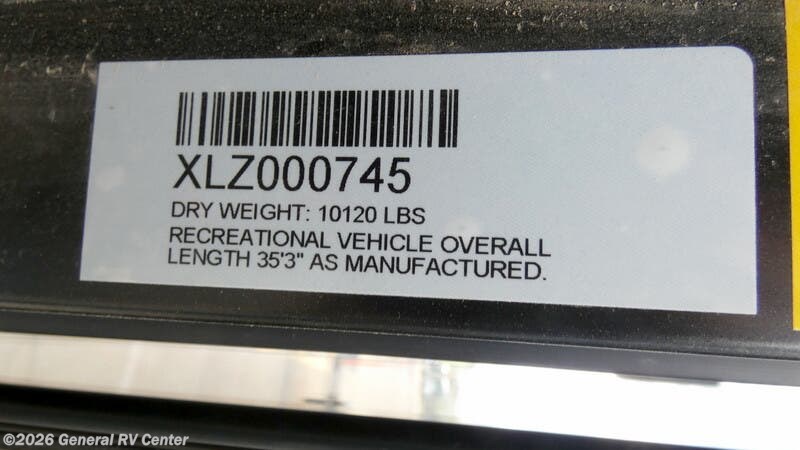 XLZ000745
DRY WEIGHT: 10120 LBS
RECREATIONAL VEHICLE OVERALL
LENGTH 35'3" AS MANUFACTURED.
©2026 General RV Center